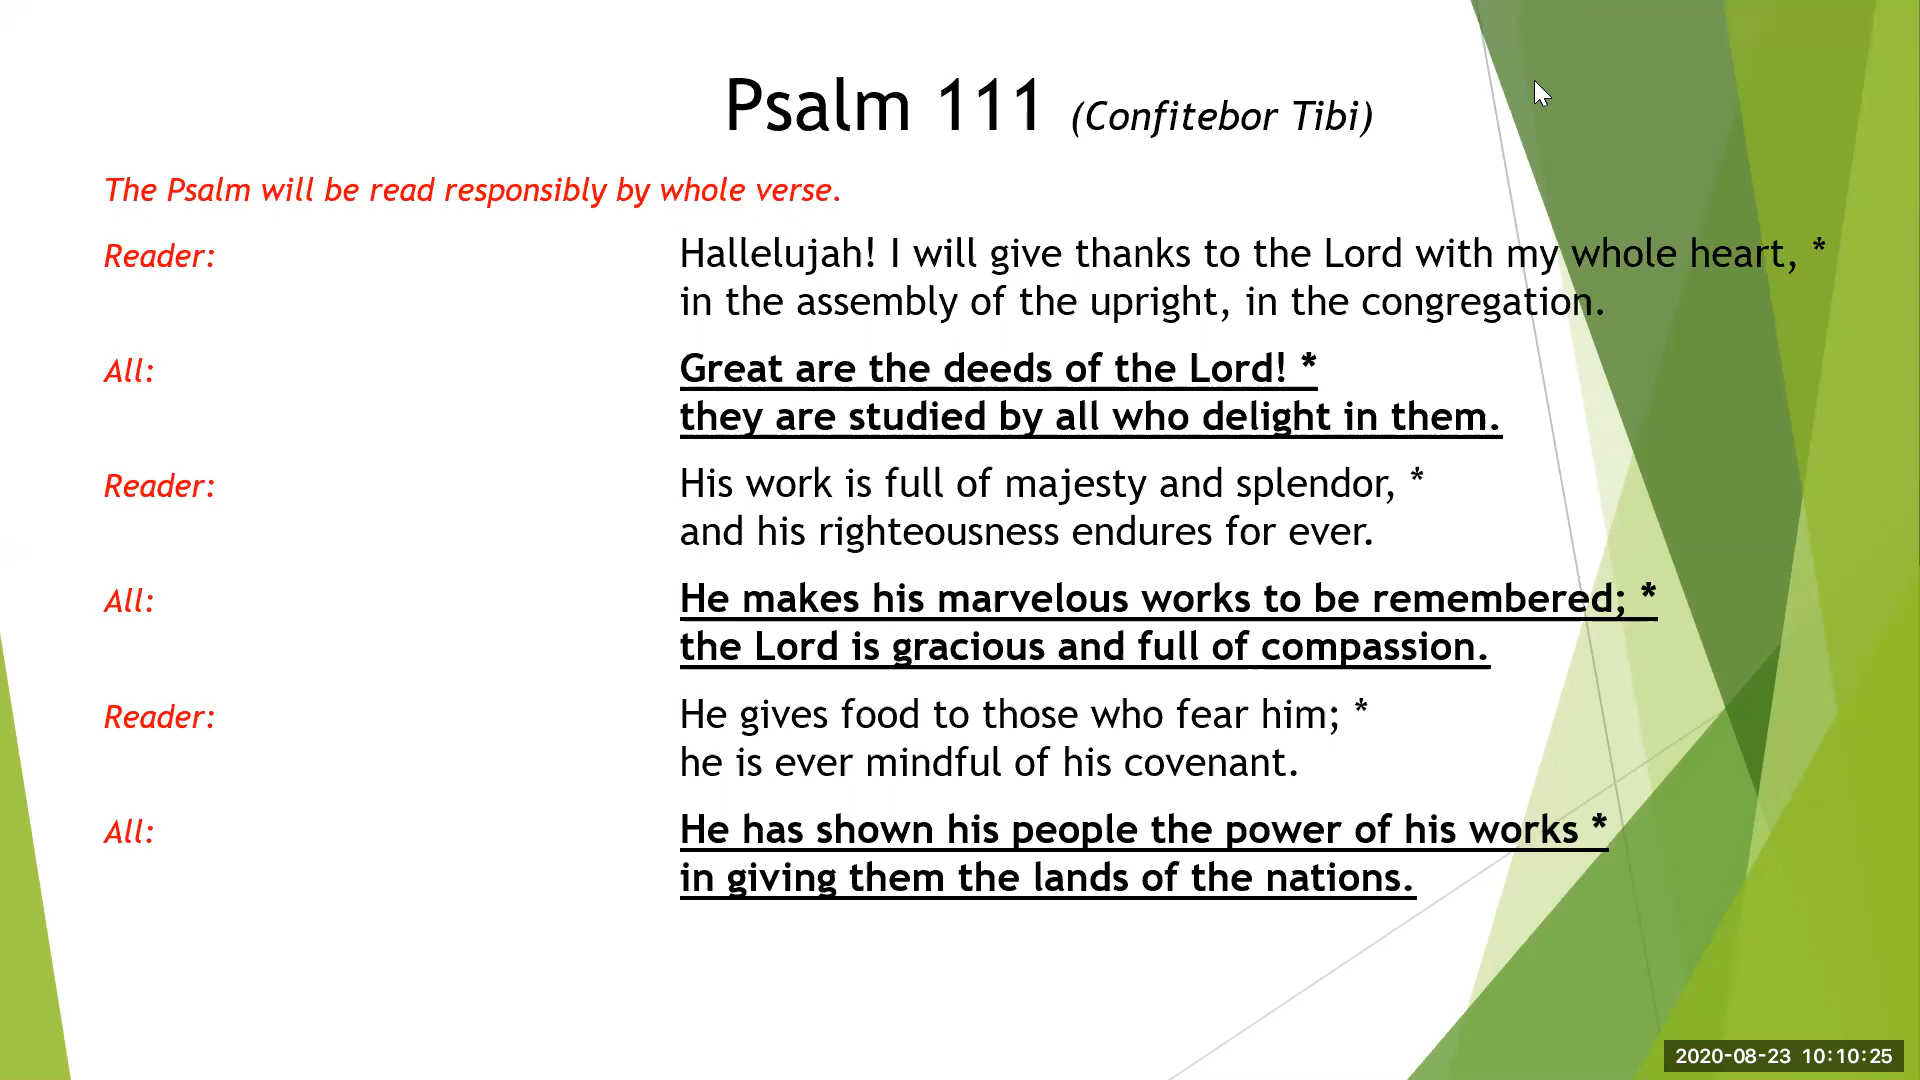 Psalm 111 (Confitebor Tibi)
The Psalm will be read responsibly by whole verse.
Reader: Hallelujah! I will give thanks to the Lord with my whole heart, *
in the assembly of the upright, in the congregation.
All: Great are the deeds of the Lord! *
they are studied by all who delight in them.
Reader: His work is full of majesty and splendor, *
and his righteousness endures for ever.
All: He makes his marvelous works to be remembered; *
the Lord is gracious and full of compassion.
Reader: He gives food to those who fear him; *
he is ever mindful of his covenant.
All: He has shown his people the power of his works *
in giving them the lands of the nations.
2020-08-23 10:10:25